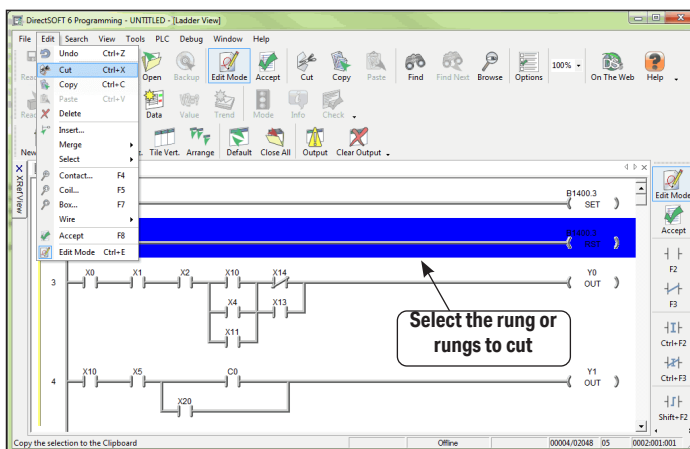 DirectSOFT 6 Programming - UNTITLED - [Ladder View]
File Edit Search View Tools PLC Debug Window Help
Undo Ctrl+Z
Cut Ctrl+X
Copy Ctrl+C
Paste Ctrl+V
Delete
Insert...
Merge
Select
Contact... F4
Coil... F5
Box... F7
Wire
Accept F8
Edit Mode Ctrl+E
Open Backup Edit Mode Accept Cut Copy Paste Find Find Next Browse Options 100% On The Web Help
Data Value Trend Mode Info Check
Tile Vert. Arrange Default Close All Output Clear Output
XRefView
B1400.3
SET
B1400.3
3
X0 X1 X2 X10 X14 Y0
OUT
X4 X13
X11
Select the rung or
rungs to cut
4
X10 X5 C0 Y1
OUT
X20
Edit Mode
Accept
F2
F3
Ctrl+F2
Ctrl+F3
Shift+F2
Copy the selection to the Clipboard Offline 00004/02048 05 0002:001:001